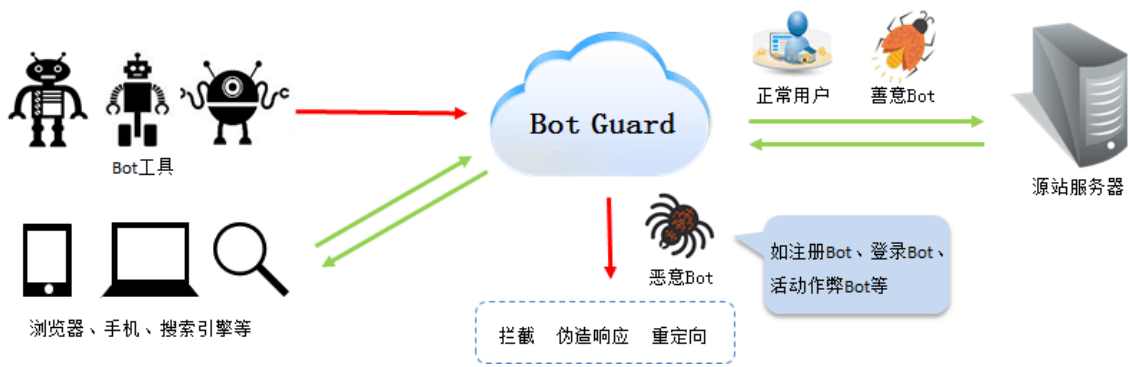 Bot工具
浏览器、手机、搜索引擎等
Bot Guard
正常用户
善意Bot
源站服务器
恶意Bot
如注册Bot、登录Bot、
活动作弊Bot等
拦截 伪造响应 重定向